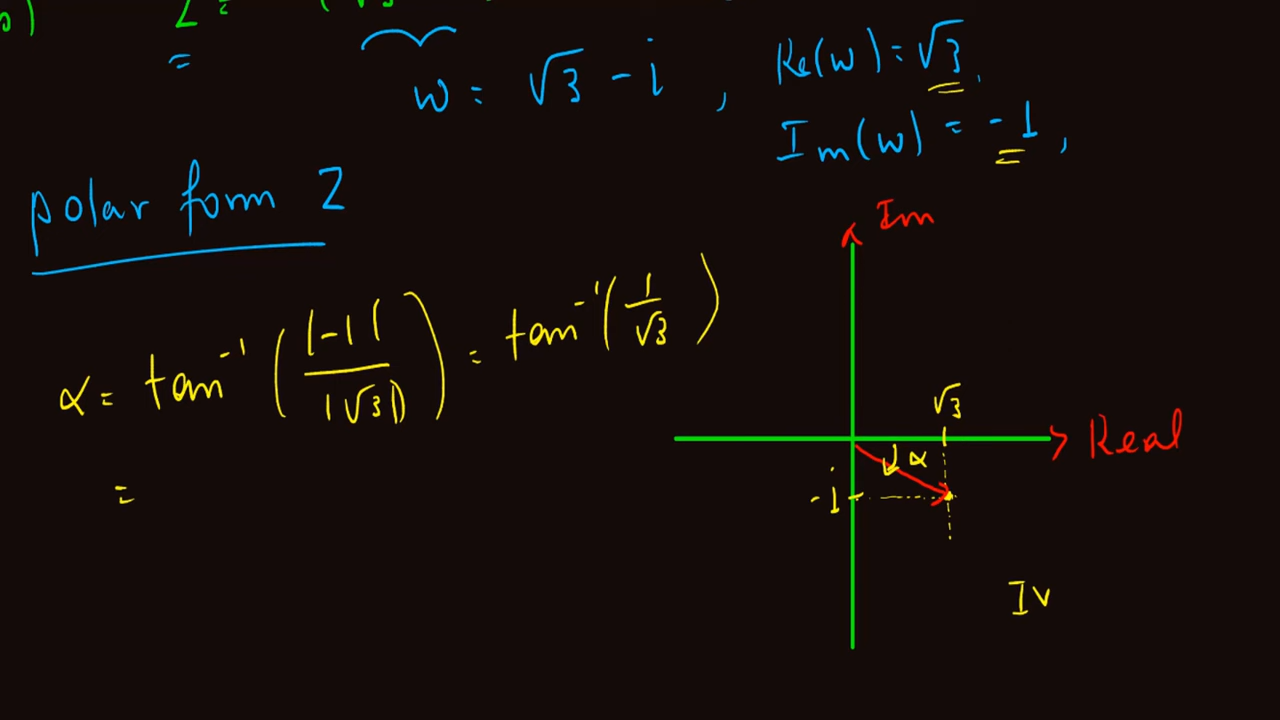 w = √3 - i , Re(w) = √3,
Im(w) = -1,
polar form Z
α = tan⁻¹(|-1| / |√3|) = tan⁻¹(1/√3)
=
Im
√3
Real
α
-i
IV